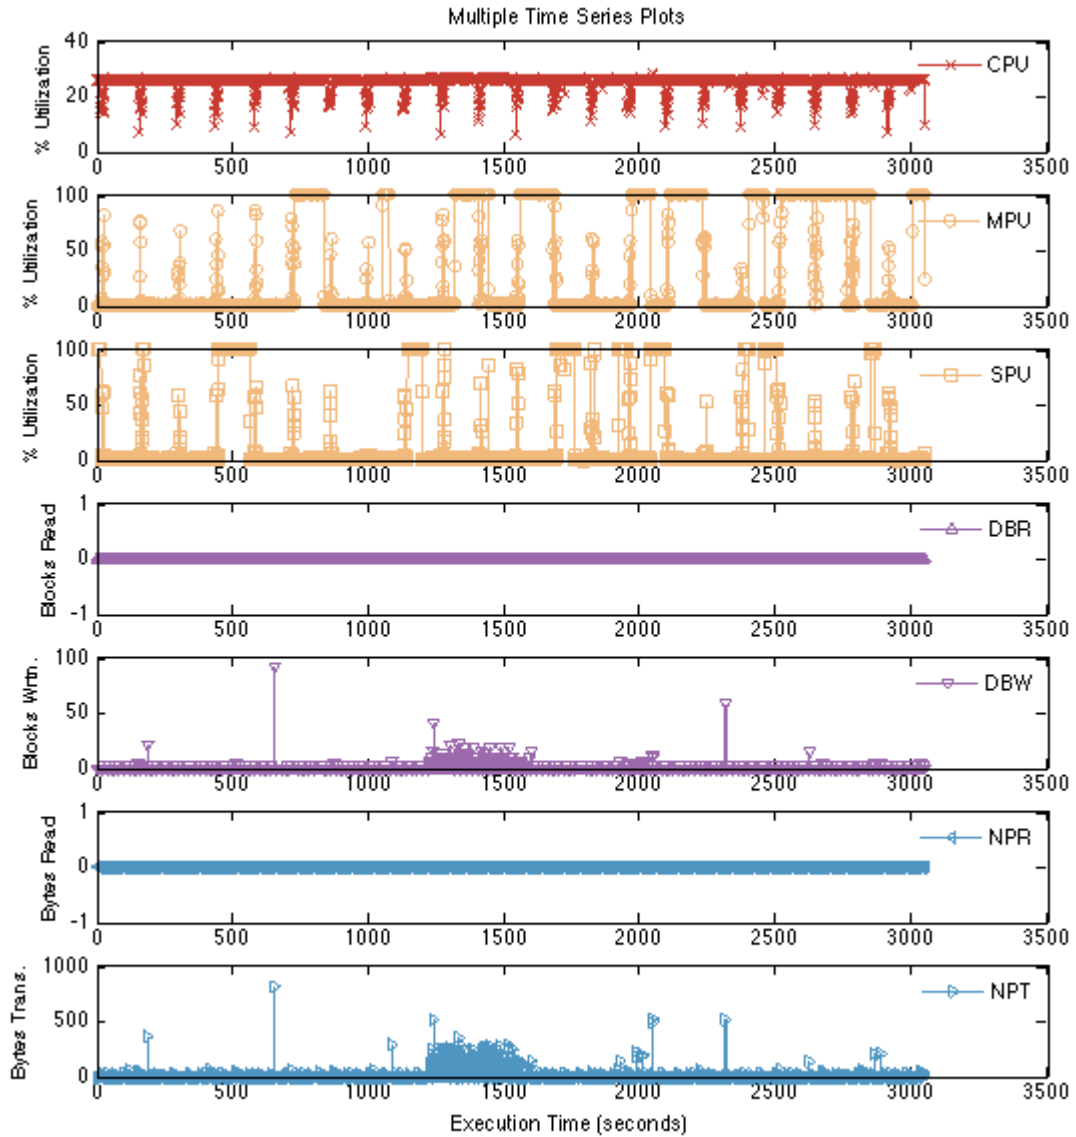 Multiple Time Series Plots
% Utilization
40
20
0
CPU
0 500 1000 1500 2000 2500 3000 3500
% Utilization
100
50
0
MPU
0 500 1000 1500 2000 2500 3000 3500
% Utilization
100
50
0
SPU
0 500 1000 1500 2000 2500 3000 3500
Blocks Read
1
0
-1
DBR
0 500 1000 1500 2000 2500 3000 3500
Blocks Wrtn.
100
50
0
DBW
0 500 1000 1500 2000 2500 3000 3500
Bytes Read
1
0
-1
NPR
0 500 1000 1500 2000 2500 3000 3500
Bytes Trans.
1000
500
0
NPT
0 500 1000 1500 2000 2500 3000 3500
Execution Time (seconds)